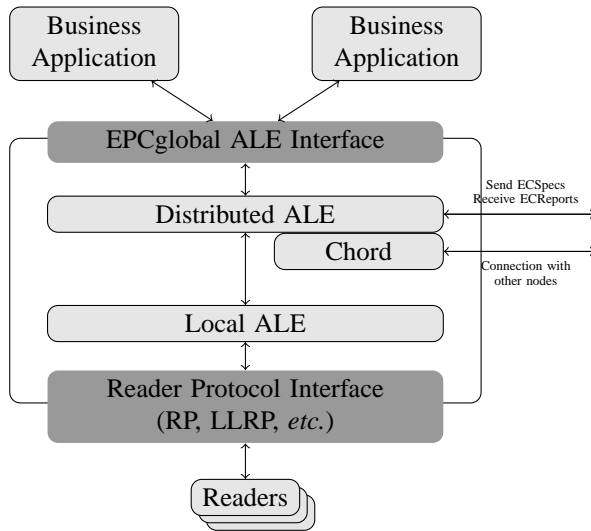 Business
Application
Business
Application
EPCglobal ALE Interface
Distributed ALE
Send ECSpecs
Receive ECReports
Chord
Connection with
other nodes
Local ALE
Reader Protocol Interface
(RP, LLRP, etc.)
Readers